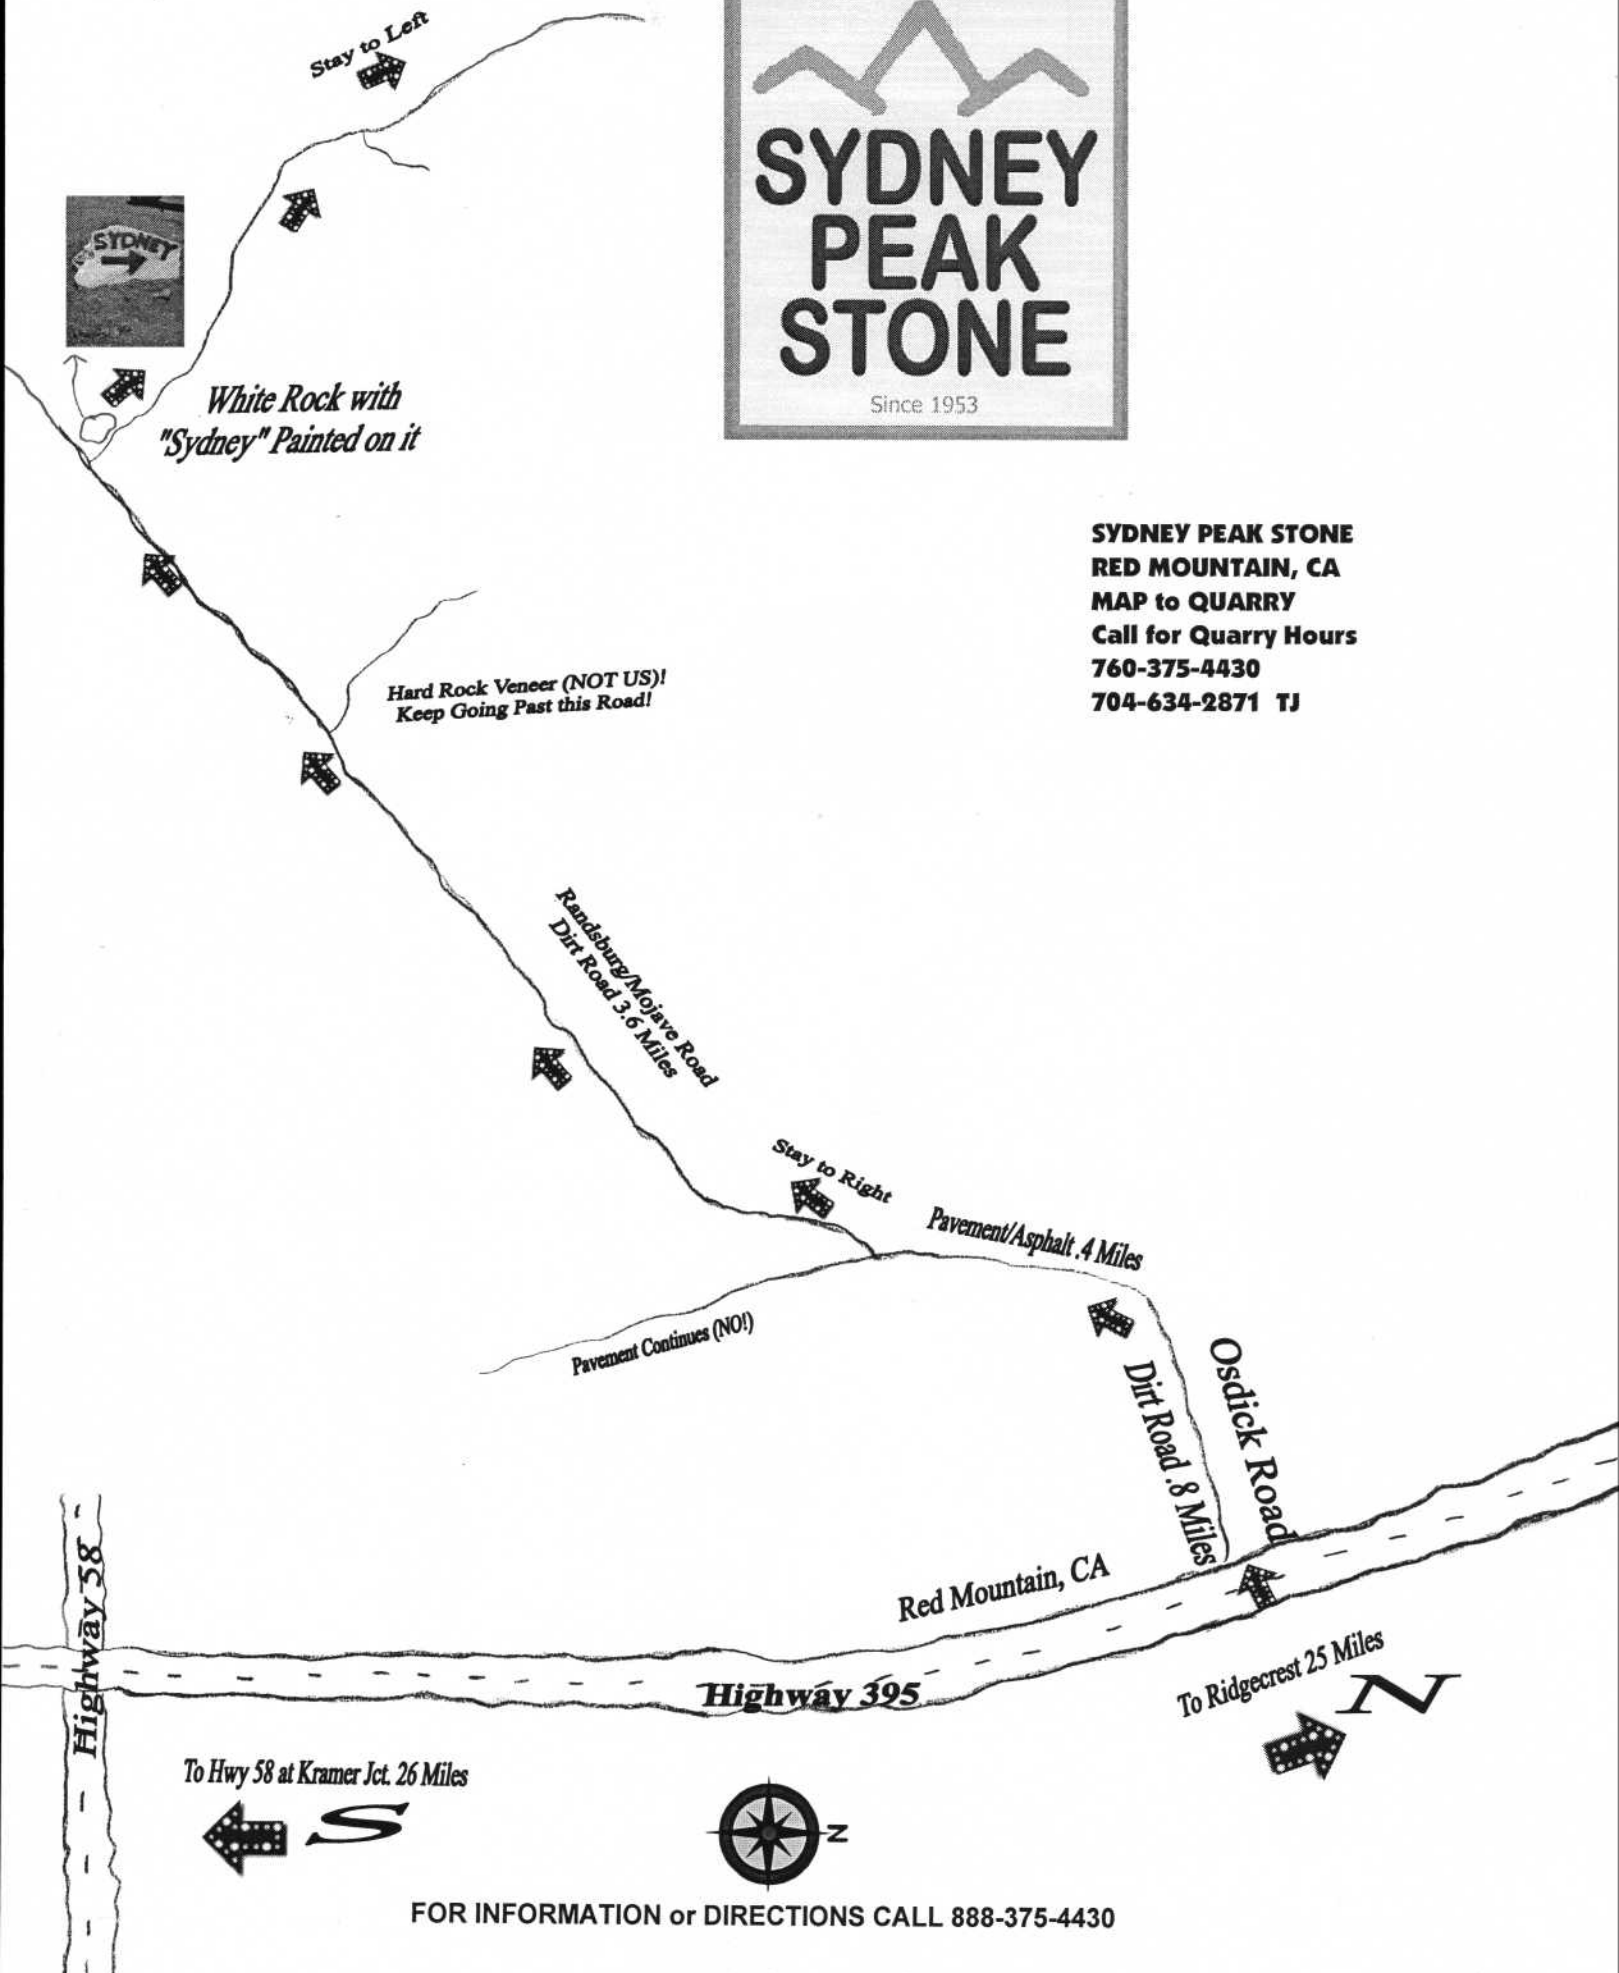 Stay to Left
SYDNEY
PEAK
STONE
Since 1953
SYDNEY
White Rock with
"Sydney" Painted on it
SYDNEY PEAK STONE
RED MOUNTAIN, CA
MAP to QUARRY
Call for Quarry Hours
760-375-4430
704-634-2871 TJ
Hard Rock Veneer (NOT US)!
Keep Going Past this Road!
Randsburg/Mojave Road
Dirt Road 3.6 Miles
Stay to Right
Pavement/Asphalt .4 Miles
Pavement Continues (NO!)
Osdick Road
Dirt Road .8 Miles
Red Mountain, CA
Highway 58
Highway 395
To Ridgecrest 25 Miles
N
To Hwy 58 at Kramer Jct. 26 Miles
S
N
FOR INFORMATION or DIRECTIONS CALL 888-375-4430